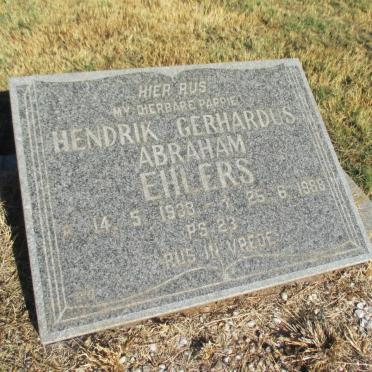 HIER RUS
MY DIERBARE PAPPIE
HENDRIK GERHARDUS
ABRAHAM
EHLERS
14. 5. 1933 - 25. 6. 1988
PS 23
RUS IN VREDE